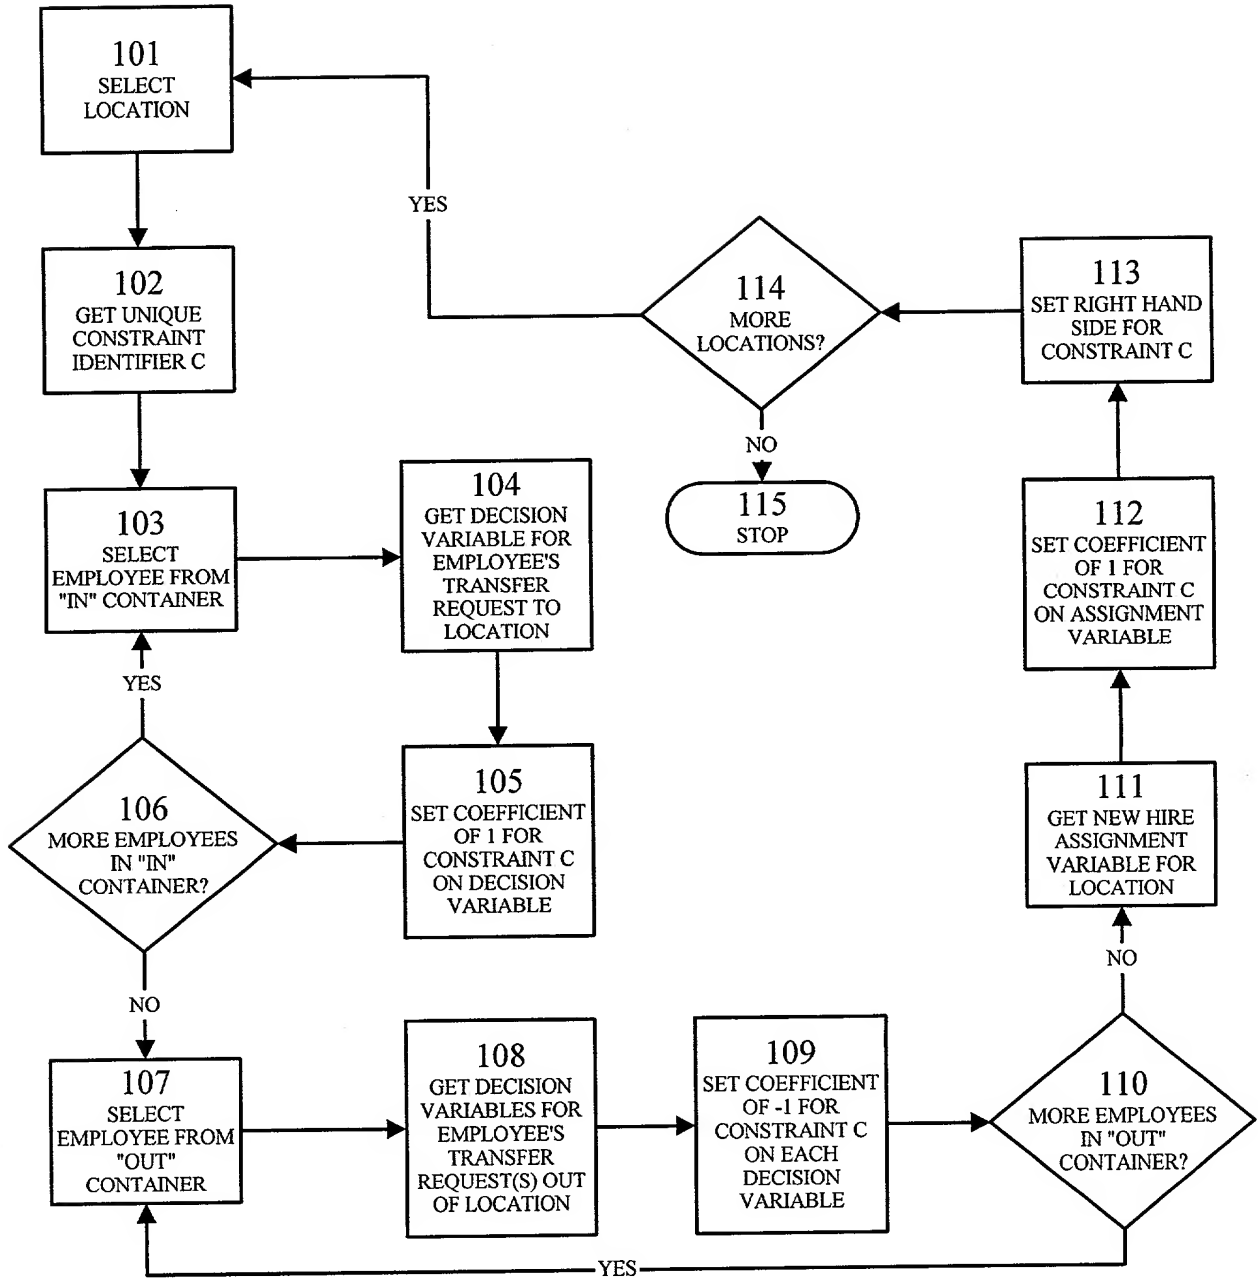 101
SELECT
LOCATION
YES
102
GET UNIQUE
CONSTRAINT
IDENTIFIER C
114
MORE
LOCATIONS?
113
SET RIGHT HAND
SIDE FOR
CONSTRAINT C
NO
115
STOP
103
SELECT
EMPLOYEE FROM
"IN" CONTAINER
104
GET DECISION
VARIABLE FOR
EMPLOYEE'S
TRANSFER
REQUEST TO
LOCATION
112
SET COEFFICIENT
OF 1 FOR
CONSTRAINT C
ON ASSIGNMENT
VARIABLE
YES
106
MORE EMPLOYEES
IN "IN"
CONTAINER?
105
SET COEFFICIENT
OF 1 FOR
CONSTRAINT C
ON DECISION
VARIABLE
111
GET NEW HIRE
ASSIGNMENT
VARIABLE FOR
LOCATION
NO
NO
107
SELECT
EMPLOYEE FROM
"OUT"
CONTAINER
108
GET DECISION
VARIABLES FOR
EMPLOYEE'S
TRANSFER
REQUEST(S) OUT
OF LOCATION
109
SET COEFFICIENT
OF -1 FOR
CONSTRAINT C
ON EACH
DECISION
VARIABLE
110
MORE EMPLOYEES
IN "OUT"
CONTAINER?
YES